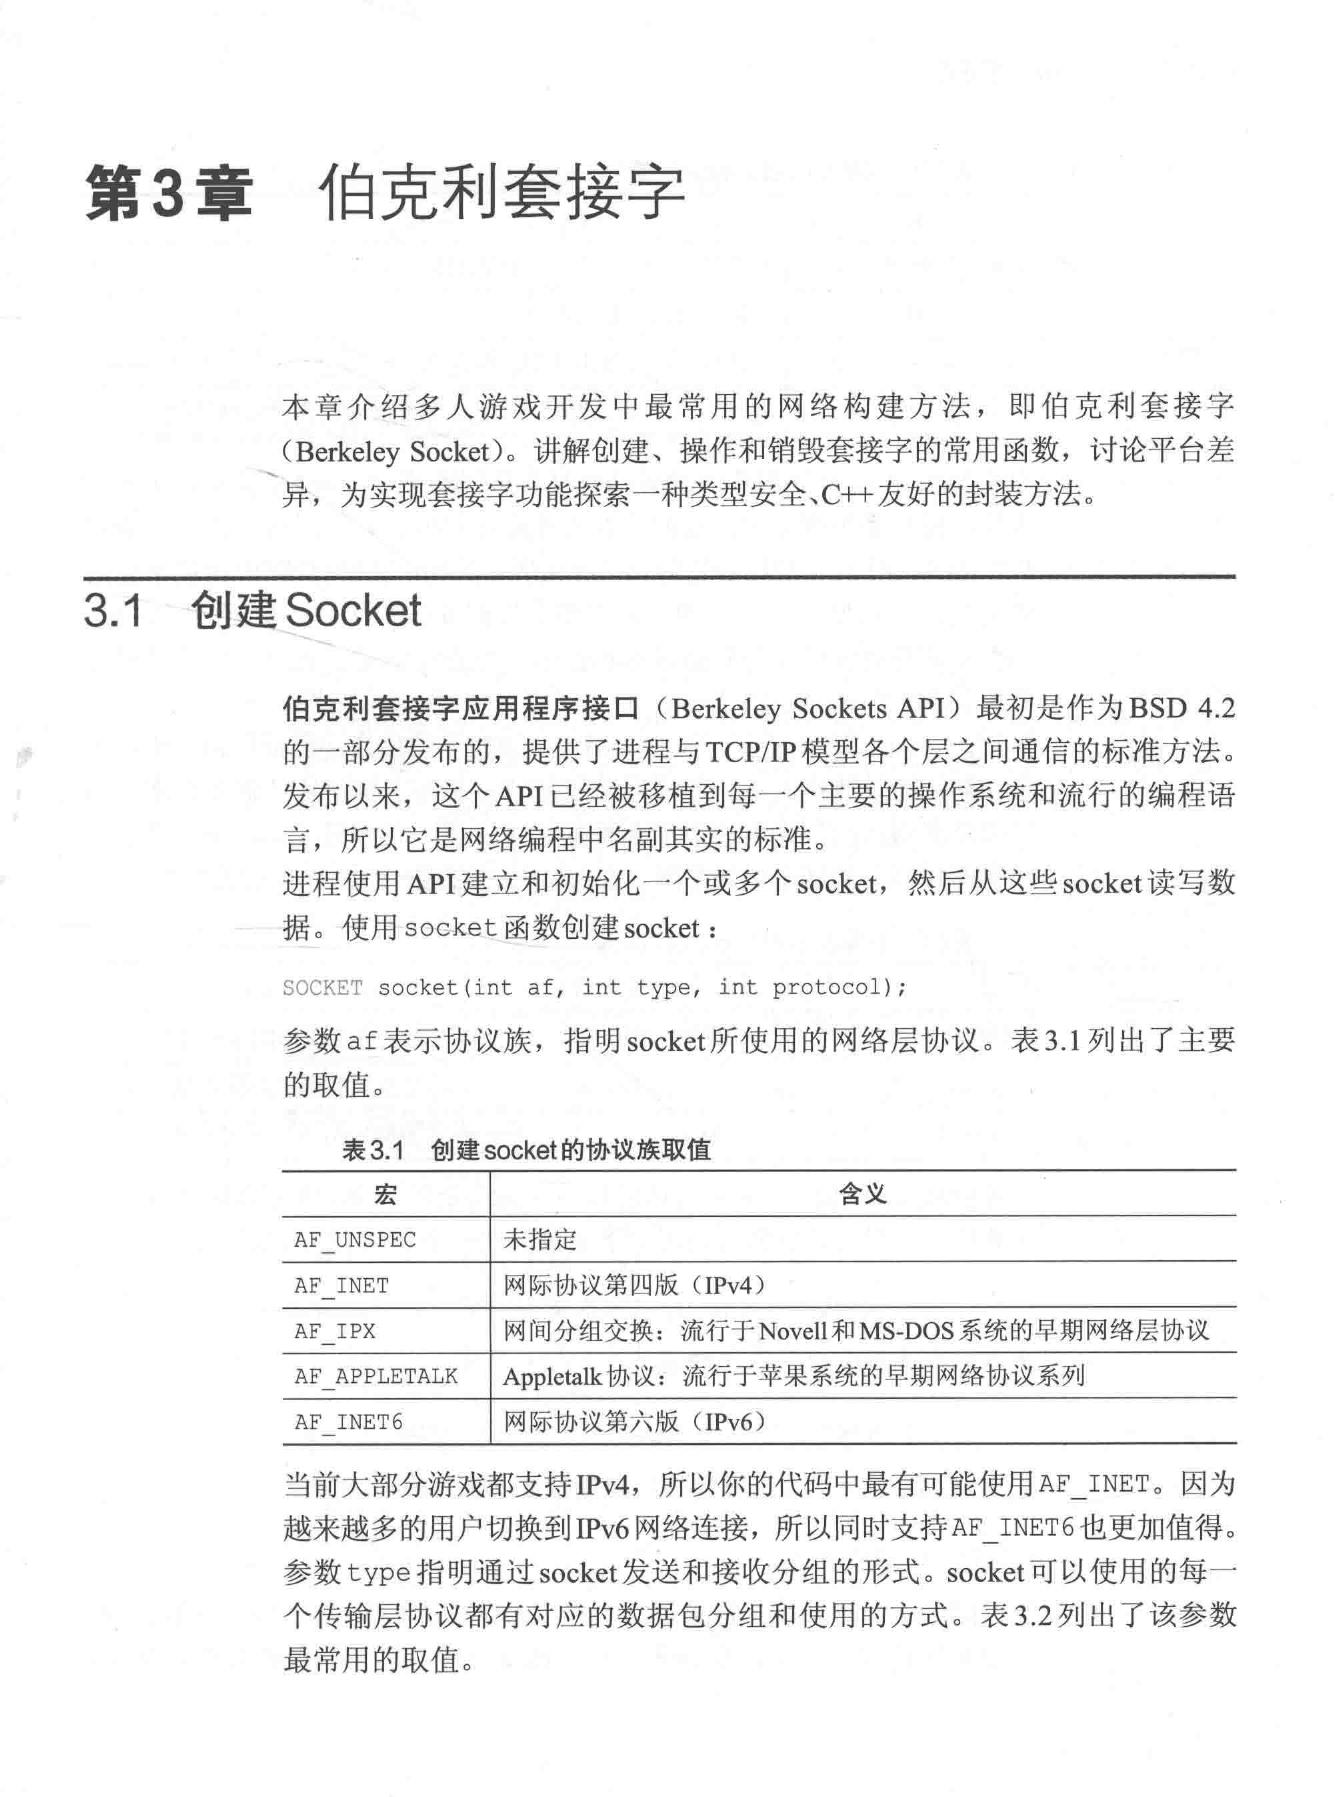 第3章 伯克利套接字
本章介绍多人游戏开发中最常用的网络构建方法，即伯克利套接字
（Berkeley Socket）。讲解创建、操作和销毁套接字的常用函数，讨论平台差
异，为实现套接字功能探索一种类型安全、C++友好的封装方法。
3.1 创建Socket
伯克利套接字应用程序接口（Berkeley Sockets API）最初是作为BSD 4.2
的一部分发布的，提供了进程与TCP/IP模型各个层之间通信的标准方法。
发布以来，这个API已经被移植到每一个主要的操作系统和流行的编程语
言，所以它是网络编程中名副其实的标准。
进程使用API建立和初始化一个或多个socket，然后从这些socket读写数
据。使用socket函数创建socket：
SOCKET socket(int af, int type, int protocol);
参数af表示协议族，指明socket所使用的网络层协议。表3.1列出了主要
的取值。
表3.1 创建socket的协议族取值
宏 含义
AF_UNSPEC 未指定
AF_INET 网际协议第四版（IPv4）
AF_IPX 网间分组交换：流行于Novell和MS-DOS系统的早期网络层协议
AF_APPLETALK Appletalk协议：流行于苹果系统的早期网络协议系列
AF_INET6 网际协议第六版（IPv6）
当前大部分游戏都支持IPv4，所以你的代码中最有可能使用AF_INET。因为
越来越多的用户切换到IPv6网络连接，所以同时支持AF_INET6也更加值得。
参数type指明通过socket发送和接收分组的形式。socket可以使用的每一
个传输层协议都有对应的数据包分组和使用的方式。表3.2列出了该参数
最常用的取值。